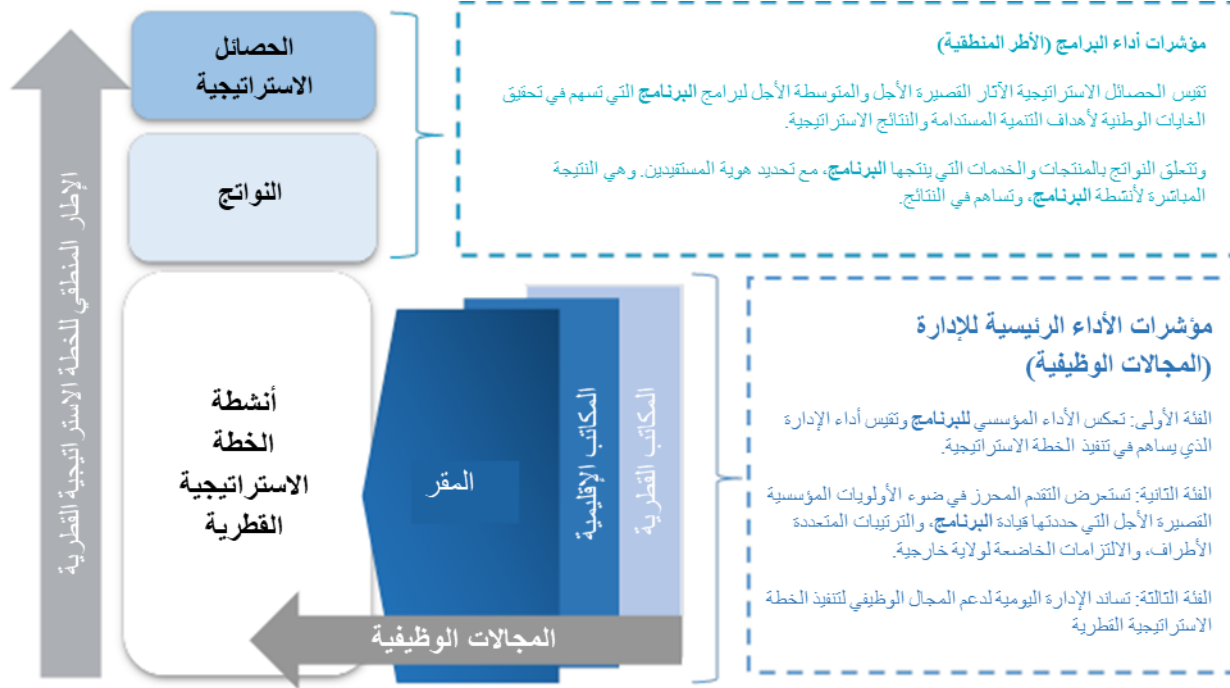 الحصائل
الاستراتيجية
النواتج
أنشطة
الخطة
الاستراتيجية
القطرية
الإطار المنطقي للخطة الاستراتيجية القطرية
المقر
المكاتب الإقليمية
المكاتب القطرية
المجالات الوظيفية
مؤشرات أداء البرامج (الأطر المنطقية)
تقيس الحصائل الاستراتيجية الآثار القصيرة الأجل والمتوسطة الأجل لبرامج البرنامج التي تسهم في تحقيق
الغايات الوطنية لأهداف التنمية المستدامة والنتائج الاستراتيجية.
وتتعلق النواتج بالمنتجات والخدمات التي ينتجها البرنامج، مع تحديد هوية المستفيدين. وهي النتيجة
المباشرة لأنشطة البرنامج، وتساهم في النتائج.
مؤشرات الأداء الرئيسية للإدارة
(المجالات الوظيفية)
الفئة الأولى: تعكس الأداء المؤسسي للبرنامج وتقيس أداء الإدارة
الذي يساهم في تنفيذ الخطة الاستراتيجية.
الفئة الثانية: تستعرض التقدم المحرز في ضوء الأولويات المؤسسية
القصيرة الأجل التي حددتها قيادة البرنامج، والترتيبات المتعددة
الأطراف، والالتزامات الخاضعة لولاية خارجية.
الفئة الثالثة: تساند الإدارة اليومية لدعم المجال الوظيفي لتنفيذ الخطة
الاستراتيجية القطرية